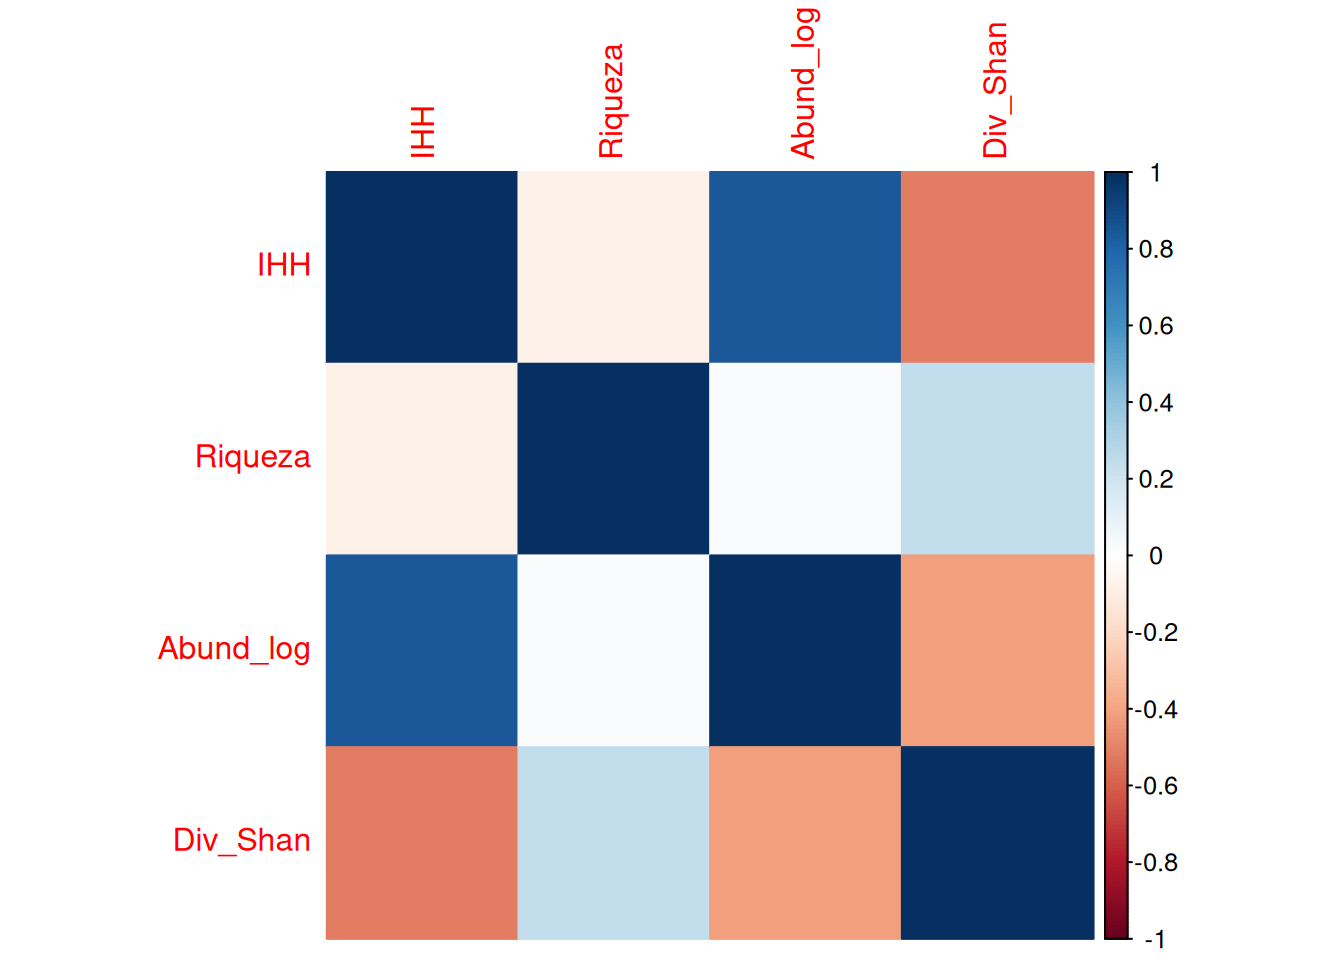 IHH
Riqueza
Abund_log
Div_Shan
IHH
Riqueza
Abund_log
Div_Shan
1
0.8
0.6
0.4
0.2
0
-0.2
-0.4
-0.6
-0.8
-1